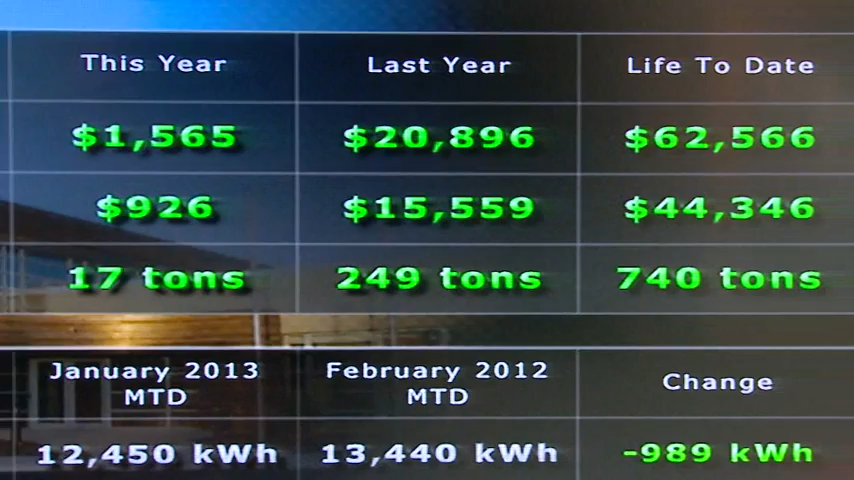 This Year Last Year Life To Date
$1,565 $20,896 $62,566
$926 $15,559 $44,346
17 tons 249 tons 740 tons
January 2013 February 2012 Change
MTD MTD
12,450 kWh 13,440 kWh -989 kWh